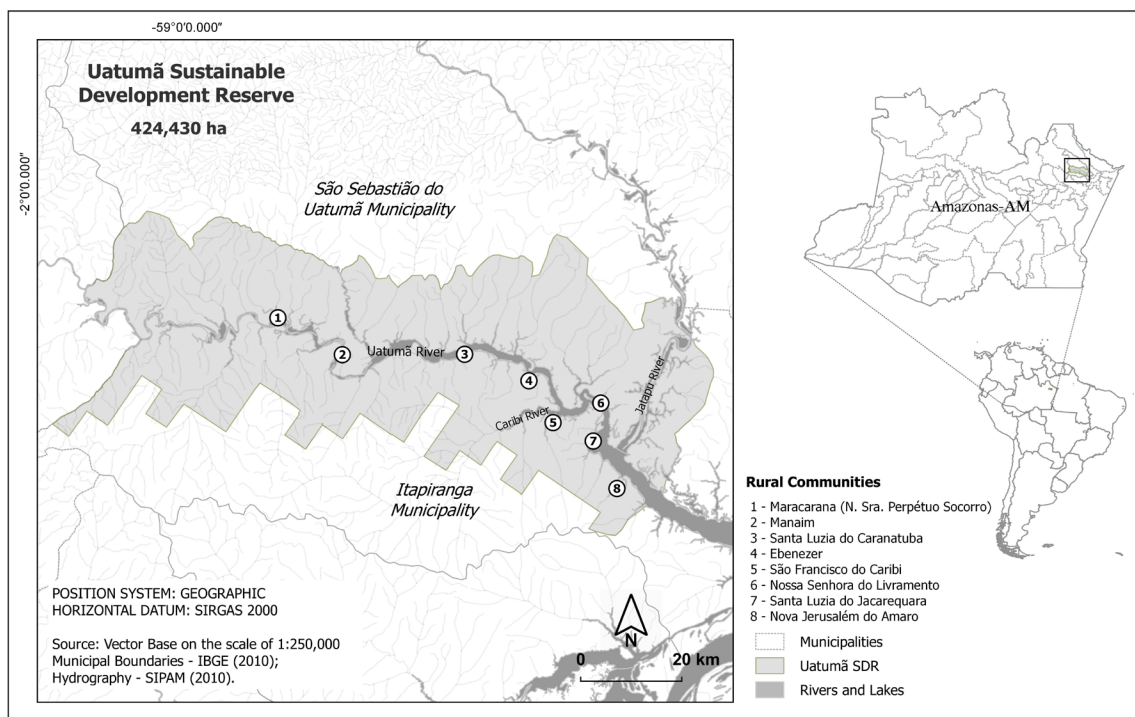 -59°0'0.000"
-2°0'0.000"
Uatumã Sustainable
Development Reserve
424,430 ha
São Sebastião do
Uatumã Municipality
1
2
Uatumã River
3
4
Caribi River
5
6
7
8
Jatapu River
Itapiranga
Municipality
POSITION SYSTEM: GEOGRAPHIC
HORIZONTAL DATUM: SIRGAS 2000
Source: Vector Base on the scale of 1:250,000
Municipal Boundaries - IBGE (2010);
Hydrography - SIPAM (2010).
N
0 20 km
Amazonas-AM
Rural Communities
1 - Maracarana (N. Sra. Perpétuo Socorro)
2 - Manaim
3 - Santa Luzia do Caranatuba
4 - Ebenezer
5 - São Francisco do Caribi
6 - Nossa Senhora do Livramento
7 - Santa Luzia do Jacarequara
8 - Nova Jerusalém do Amaro
Municipalities
Uatumã SDR
Rivers and Lakes